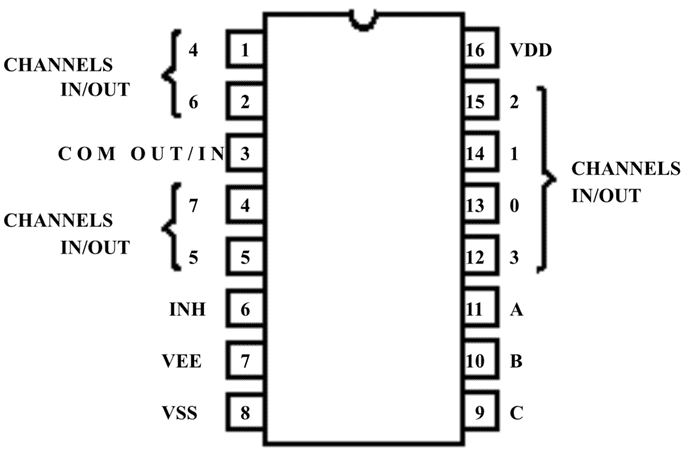 4 1 16 VDD
CHANNELS
IN/OUT
6 2 15 2
COM OUT/IN 3 14 1
CHANNELS
IN/OUT
7 4 13 0
CHANNELS
IN/OUT
5 5 12 3
INH 6 11 A
VEE 7 10 B
VSS 8 9 C